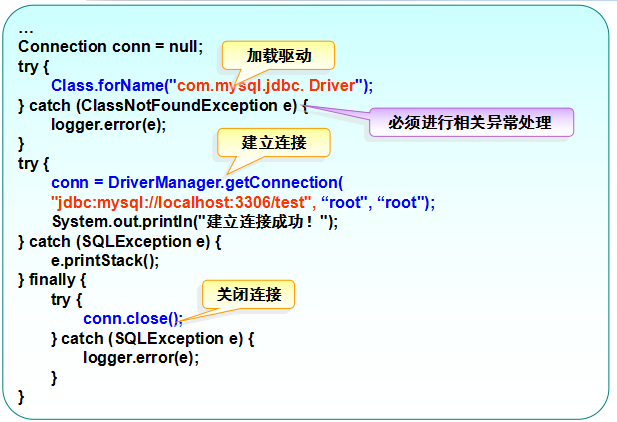 …
Connection conn = null;
try {
加载驱动
Class.forName("com.mysql.jdbc. Driver");
} catch (ClassNotFoundException e) {
必须进行相关异常处理
logger.error(e);
}
建立连接
try {
conn = DriverManager.getConnection(
"jdbc:mysql://localhost:3306/test", “root”, “root”);
System.out.println("建立连接成功！");
} catch (SQLException e) {
e.printStack();
} finally {
关闭连接
try {
conn.close();
} catch (SQLException e) {
logger.error(e);
}
}